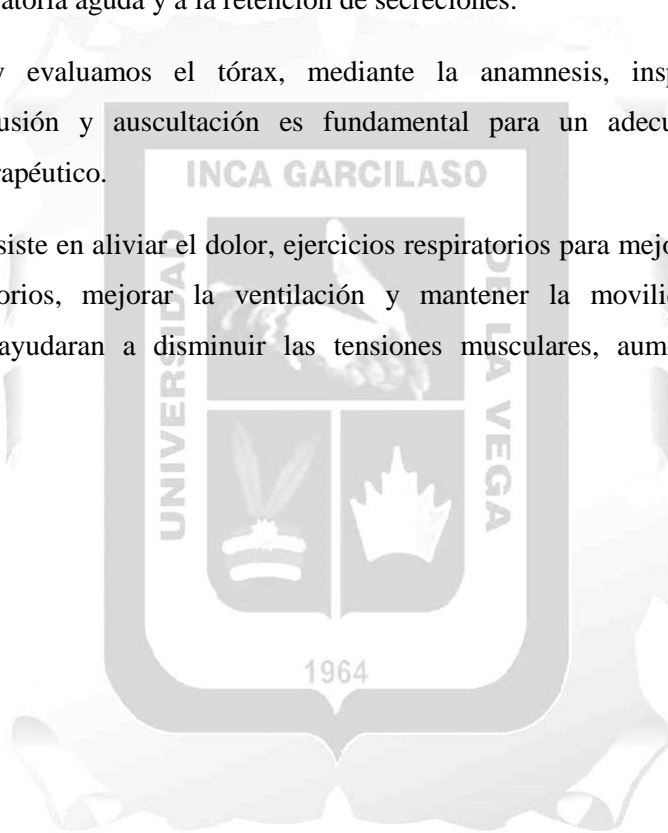 atoria aguda y a la retención de secreciones.
y evaluamos el tórax, mediante la anamnesis, insp
usión y auscultación es fundamental para un adecu
rapéutico.
siste en aliviar el dolor, ejercicios respiratorios para mejo
orios, mejorar la ventilación y mantener la movili
ayudaran a disminuir las tensiones musculares, aum
INCA GARCILASO
UNIVERSIDAD
DE LA VEGA
1964